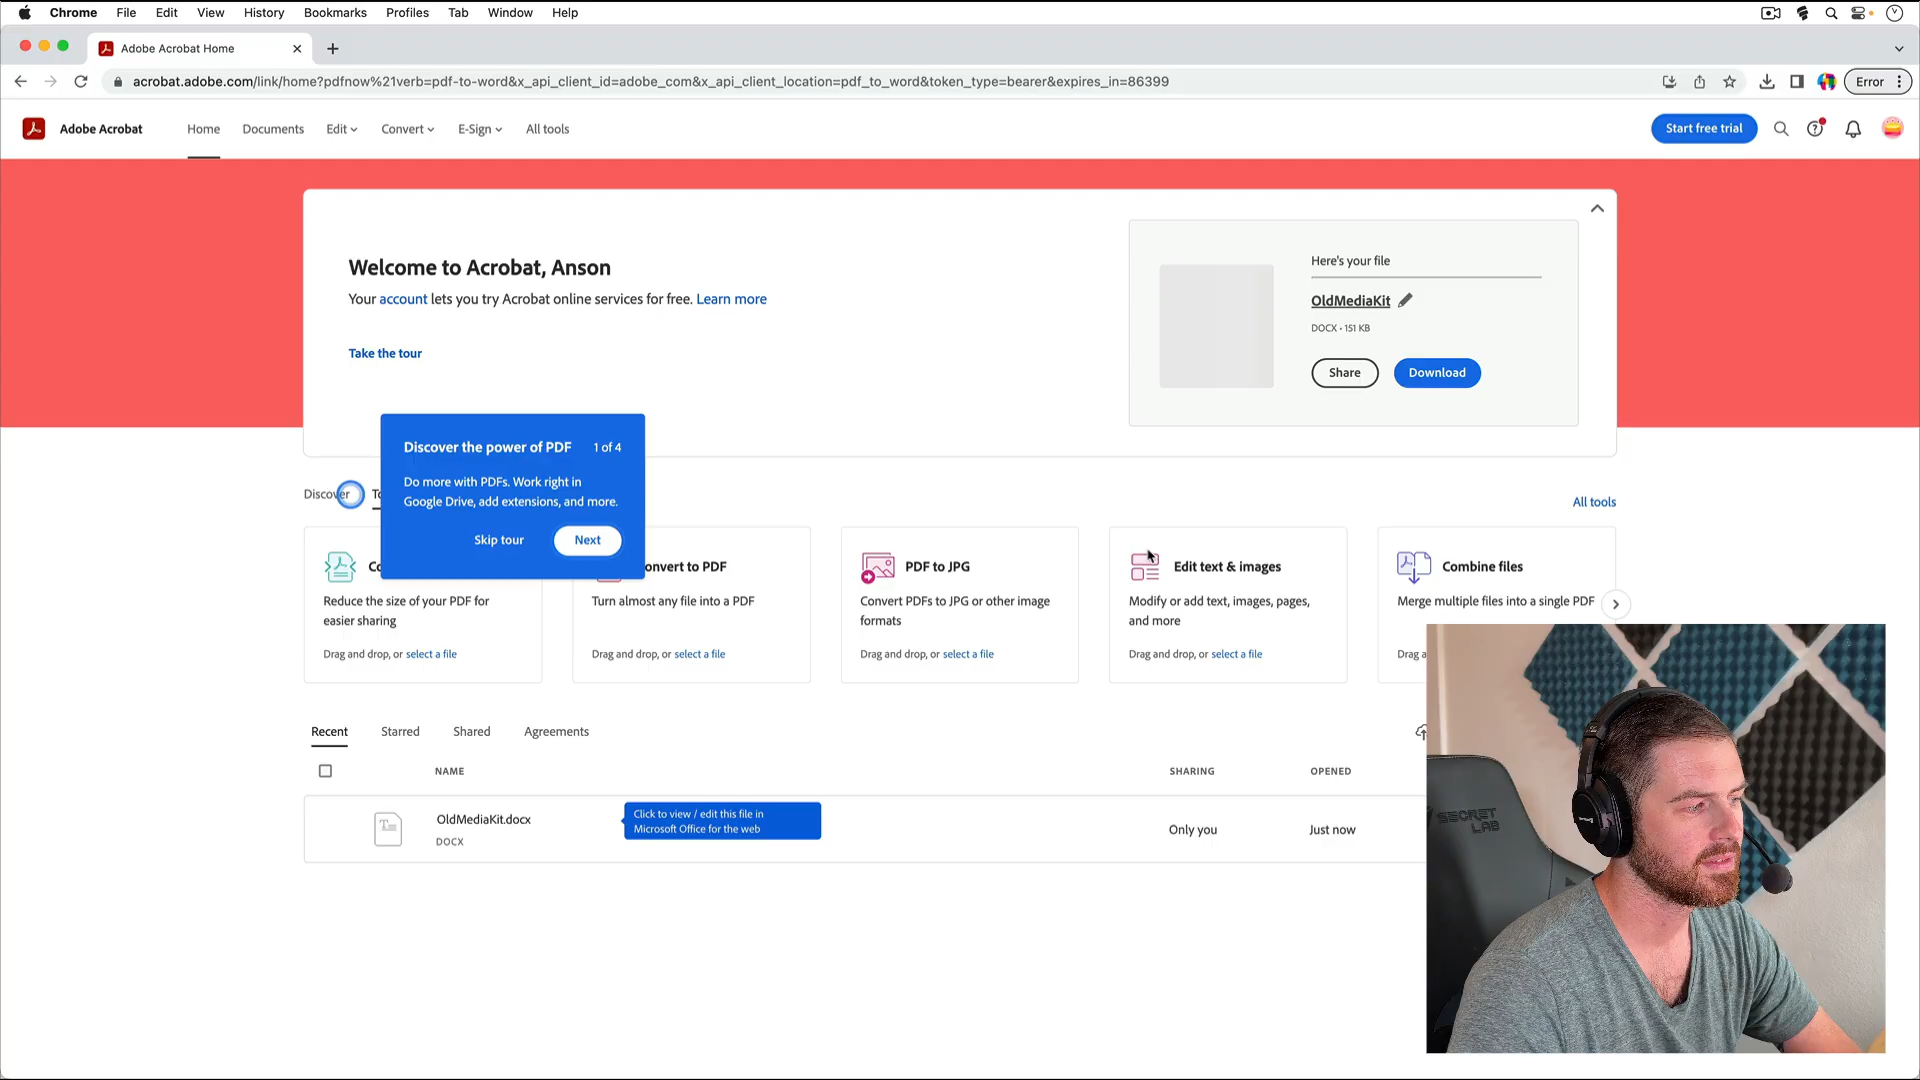 Chrome File Edit View History Bookmarks Profiles Tab Window Help
Adobe Acrobat Home
acrobat.adobe.com/link/home?pdfnow%21verb=pdf-to-word&x_api_client_id=adobe_com&x_api_client_location=pdf_to_word&token_type=bearer&expires_in=86399
Error
Adobe Acrobat
Home Documents Edit Convert E-Sign All tools
Start free trial
Welcome to Acrobat, Anson
Your account lets you try Acrobat online services for free. Learn more
Take the tour
Here's your file
OldMediaKit
DOCX • 151 KB
Share Download
Discover the power of PDF 1 of 4
Do more with PDFs. Work right in
Google Drive, add extensions, and more.
Skip tour Next
Discover
All tools
Reduce the size of your PDF for
easier sharing
Drag and drop, or select a file
onvert to PDF
Turn almost any file into a PDF
Drag and drop, or select a file
PDF to JPG
Convert PDFs to JPG or other image
formats
Drag and drop, or select a file
Edit text & images
Modify or add text, images, pages,
and more
Drag and drop, or select a file
Combine files
Merge multiple files into a single PDF
Drag a
Recent Starred Shared Agreements
NAME SHARING OPENED
OldMediaKit.docx
DOCX
Click to view / edit this file in
Microsoft Office for the web
Only you
Just now
SECRET
LAB